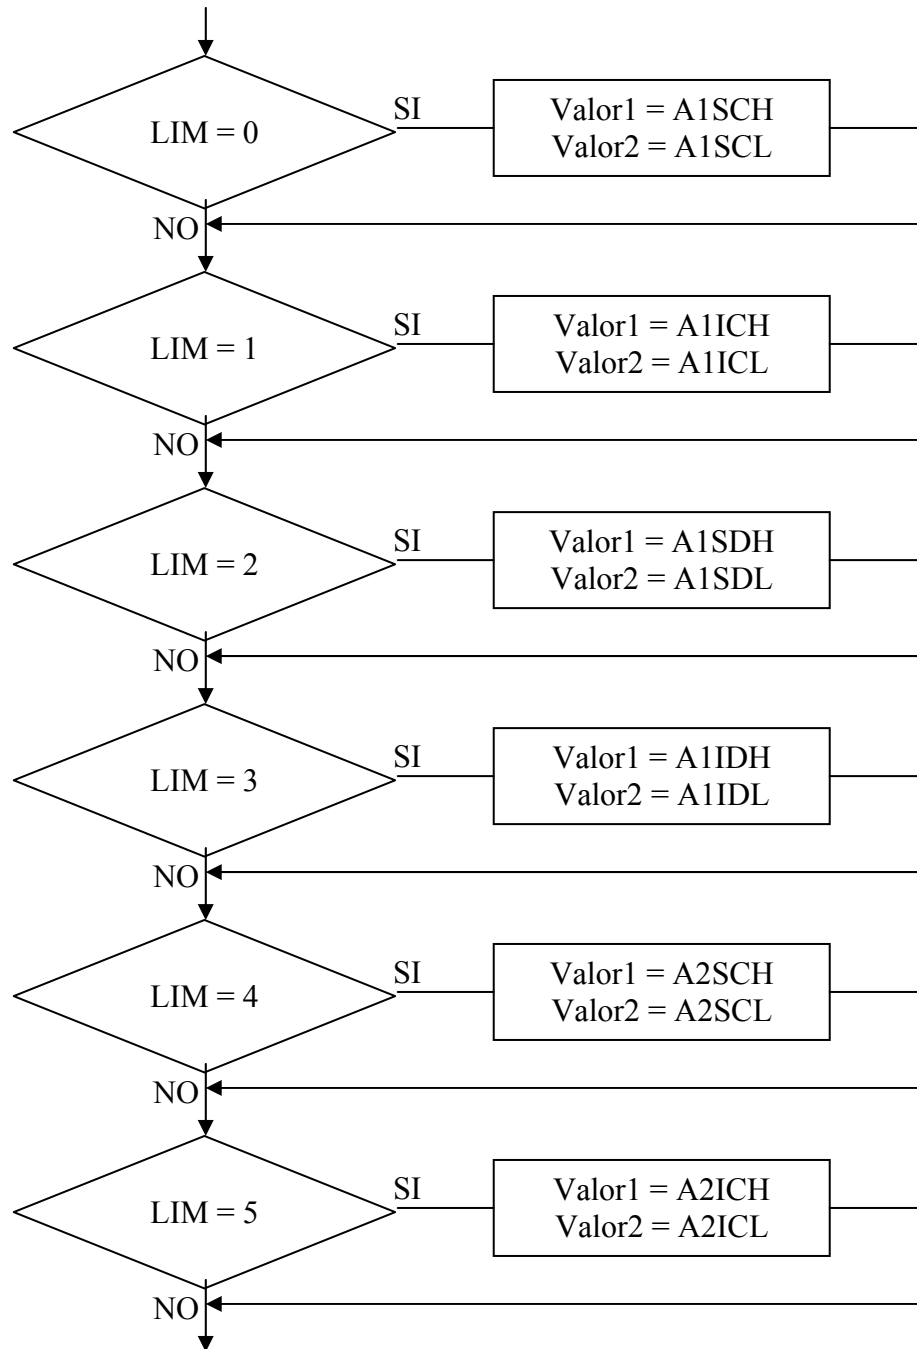 SI
LIM = 0
Valor1 = A1SCH
Valor2 = A1SCL
NO
SI
LIM = 1
Valor1 = A1ICH
Valor2 = A1ICL
NO
SI
LIM = 2
Valor1 = A1SDH
Valor2 = A1SDL
NO
SI
LIM = 3
Valor1 = A1IDH
Valor2 = A1IDL
NO
SI
LIM = 4
Valor1 = A2SCH
Valor2 = A2SCL
NO
SI
LIM = 5
Valor1 = A2ICH
Valor2 = A2ICL
NO